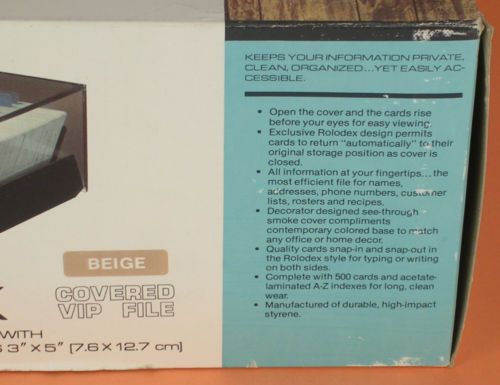 KEEPS YOUR INFORMATION PRIVATE,
CLEAN, ORGANIZED...YET EASILY AC-
CESSIBLE.
• Open the cover and the cards rise
before your eyes for easy viewing.
• Exclusive Rolodex design permits
cards to return "automatically" to their
original storage position as cover is
closed.
• All information at your fingertips...the
most efficient file for names,
addresses, phone numbers, customer
lists, rosters and recipes.
• Decorator designed see-through
smoke cover compliments
contemporary colored base to match
any office or home decor.
• Quality cards snap-in and snap-out in
the Rolodex style for typing or writing
on both sides.
• Complete with 500 cards and acetate-
laminated A-Z indexes for long, clean
wear.
• Manufactured of durable, high-impact
styrene.
BEIGE
X
COVERED
VIP FILE
WITH
S 3" X 5" [7.6 X 12.7 cm]